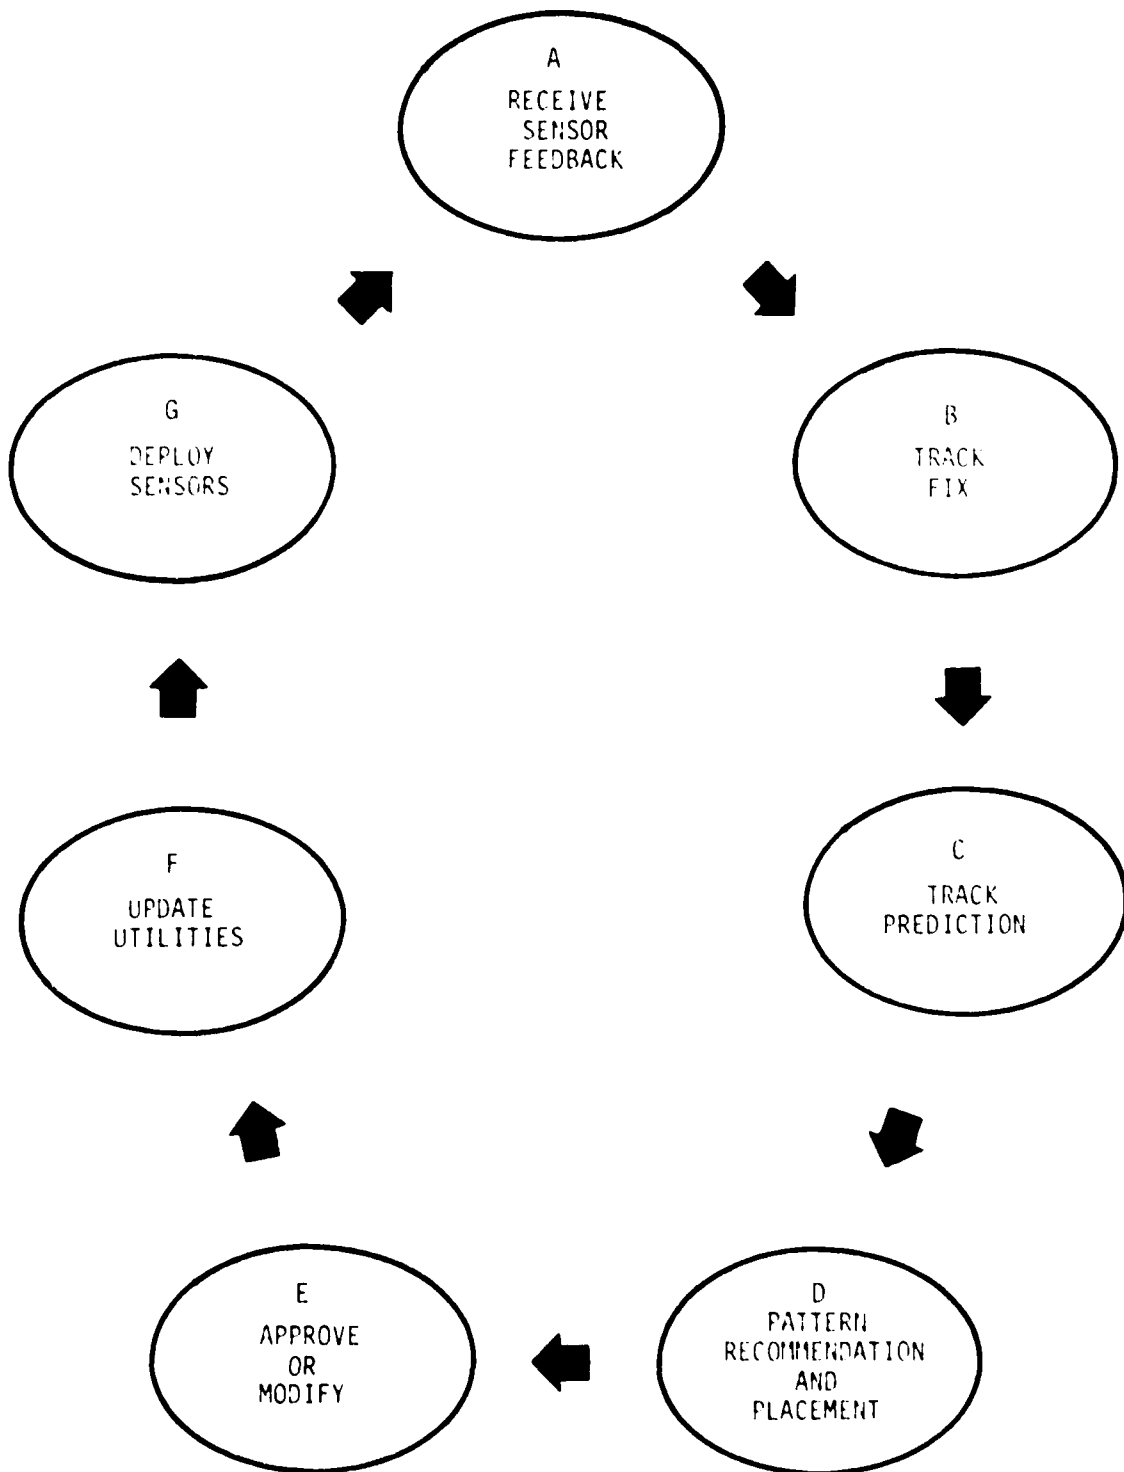 A
RECEIVE
SENSOR
FEEDBACK
B
TRACK
FIX
C
TRACK
PREDICTION
D
PATTERN
RECOMMENDATION
AND
PLACEMENT
E
APPROVE
OR
MODIFY
F
UPDATE
UTILITIES
G
DEPLOY
SENSORS